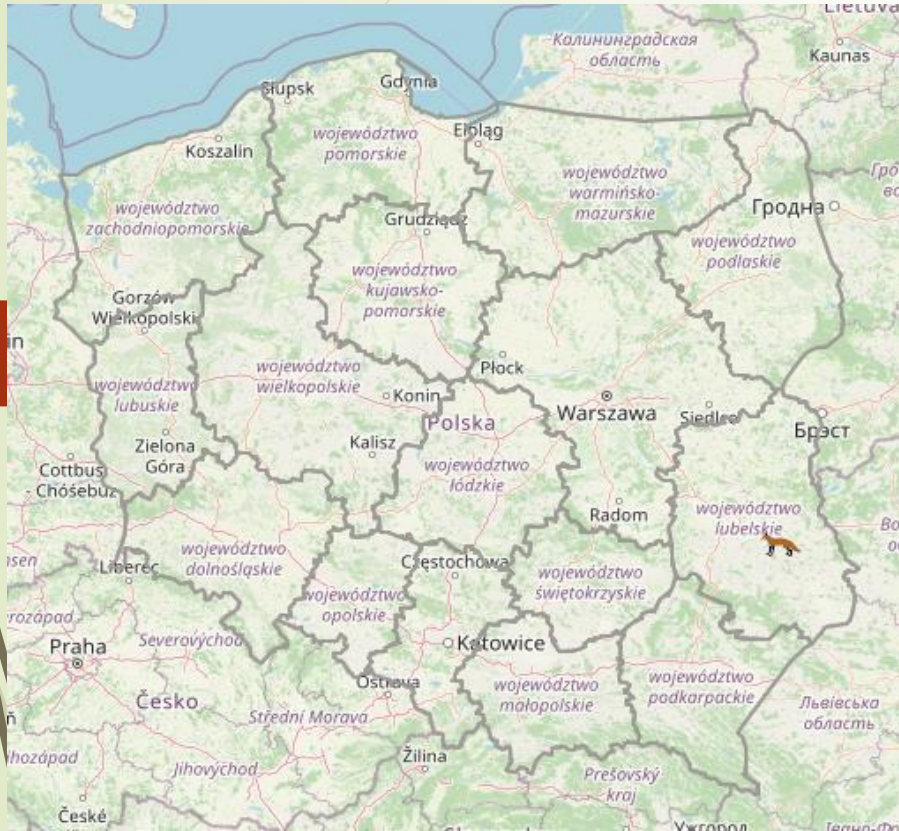 Lietuva
Калининградская
область
Kaunas
Słupsk
Gdynia
Koszalin
województwo
pomorskie
Elbląg
województwo
warmińsko-
mazurskie
Гродна
województwo
zachodniopomorskie
Grudziądz
województwo
podlaskie
województwo
kujawsko-
pomorskie
Gorzów
Wielkopolski
in
Płock
województwo
wielkopolskie
województwo
lubuskie
Konin
Warszawa
Siedlce
Polska
Брэст
Zielona
Góra
Kalisz
Cottbus
- Chóśebuz
województwo
łódzkie
Radom
województwo
lubelskie
województwo
dolnośląskie
Liberec
Częstochowa
województwo
świętokrzyskie
województwo
opolskie
Severovýchod
Praha
Katowice
Ostrava
województwo
małopolskie
województwo
podkarpackie
Česko
Střední Morava
Львівська
область
Žilina
Jihovýchod
Prešovský
kraj
České
Ужгород